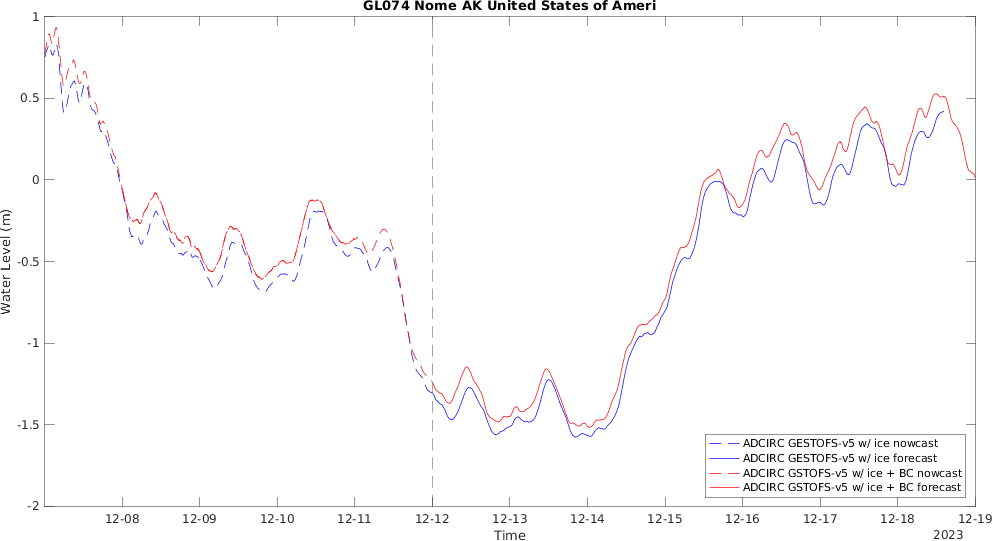 GL074 Nome AK United States of Ameri
1
0.5
0
-0.5
-1
-1.5
-2
Water Level (m)
ADCIRC GESTOFS-v5 w/ ice nowcast
ADCIRC GESTOFS-v5 w/ ice forecast
ADCIRC GSTOFS-v5 w/ ice + BC nowcast
ADCIRC GSTOFS-v5 w/ ice + BC forecast
12-08 12-09 12-10 12-11 12-12 12-13 12-14 12-15 12-16 12-17 12-18 12-19
Time
2023